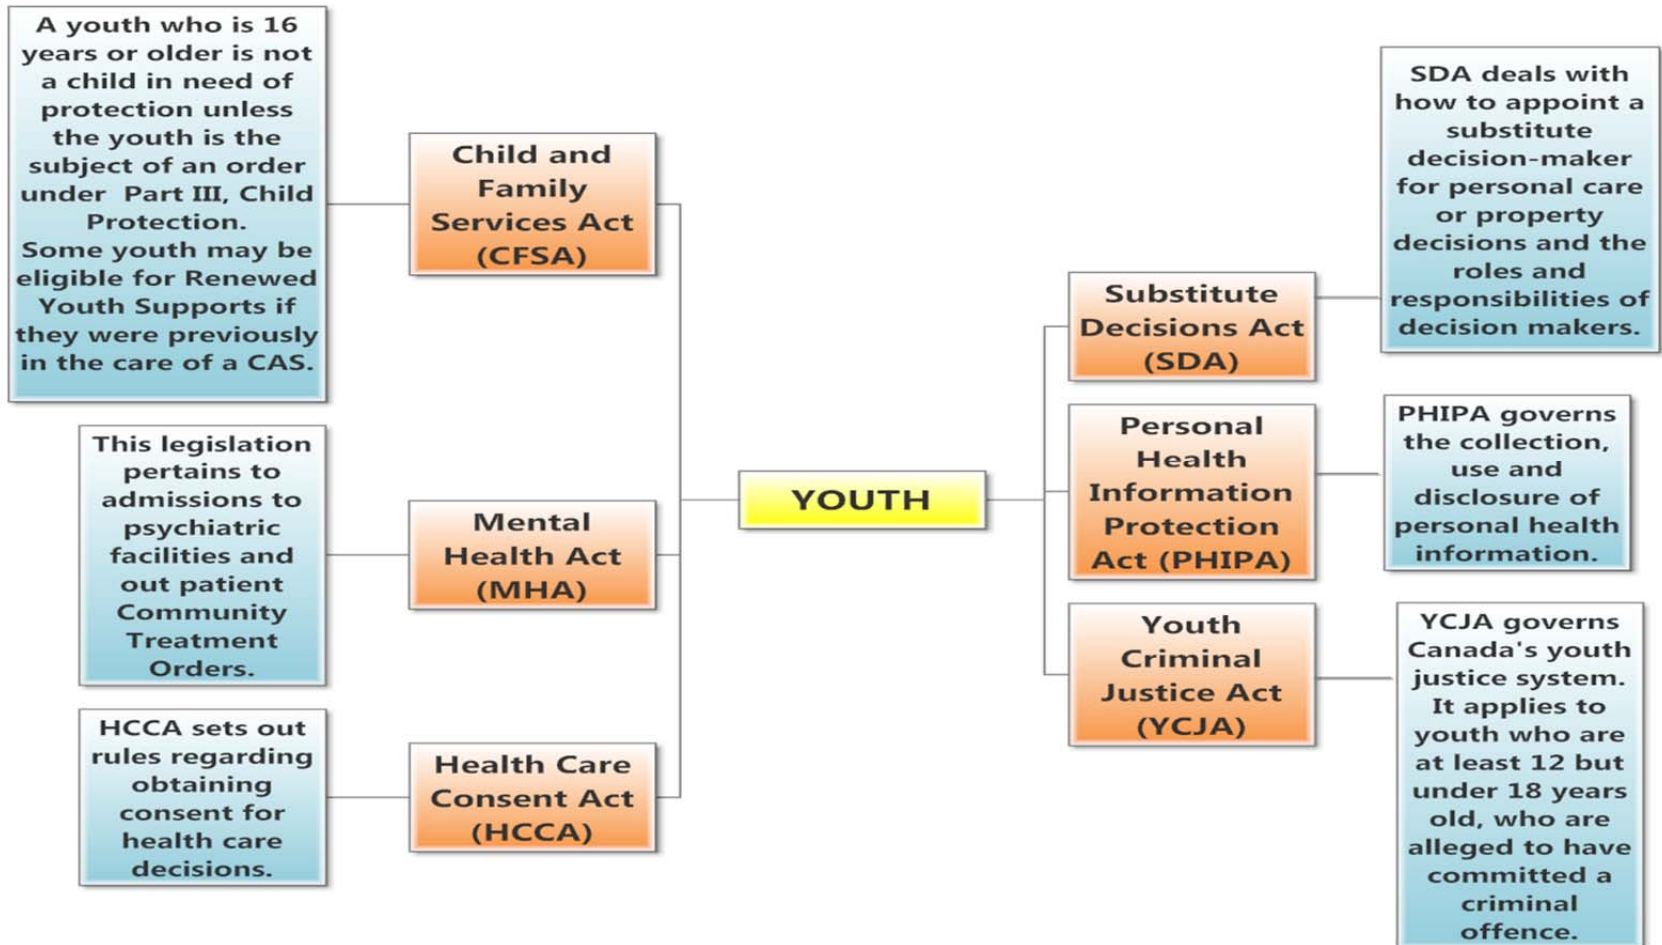 A youth who is 16
years or older is not
a child in need of
protection unless
the youth is the
subject of an order
under Part III, Child
Protection.
Some youth may be
eligible for Renewed
Youth Supports if
they were previously
in the care of a CAS.
Child and
Family
Services Act
(CFSA)
This legislation
pertains to
admissions to
psychiatric
facilities and
out patient
Community
Treatment
Orders.
Mental
Health Act
(MHA)
HCCA sets out
rules regarding
obtaining
consent for
health care
decisions.
Health Care
Consent Act
(HCCA)
YOUTH
Substitute
Decisions Act
(SDA)
SDA deals with
how to appoint a
substitute
decision-maker
for personal care
or property
decisions and the
roles and
responsibilities of
decision makers.
Personal
Health
Information
Protection
Act (PHIPA)
PHIPA governs
the collection,
use and
disclosure of
personal health
information.
Youth
Criminal
Justice Act
(YCJA)
YCJA governs
Canada's youth
justice system.
It applies to
youth who are
at least 12 but
under 18 years
old, who are
alleged to have
committed a
criminal
offence.